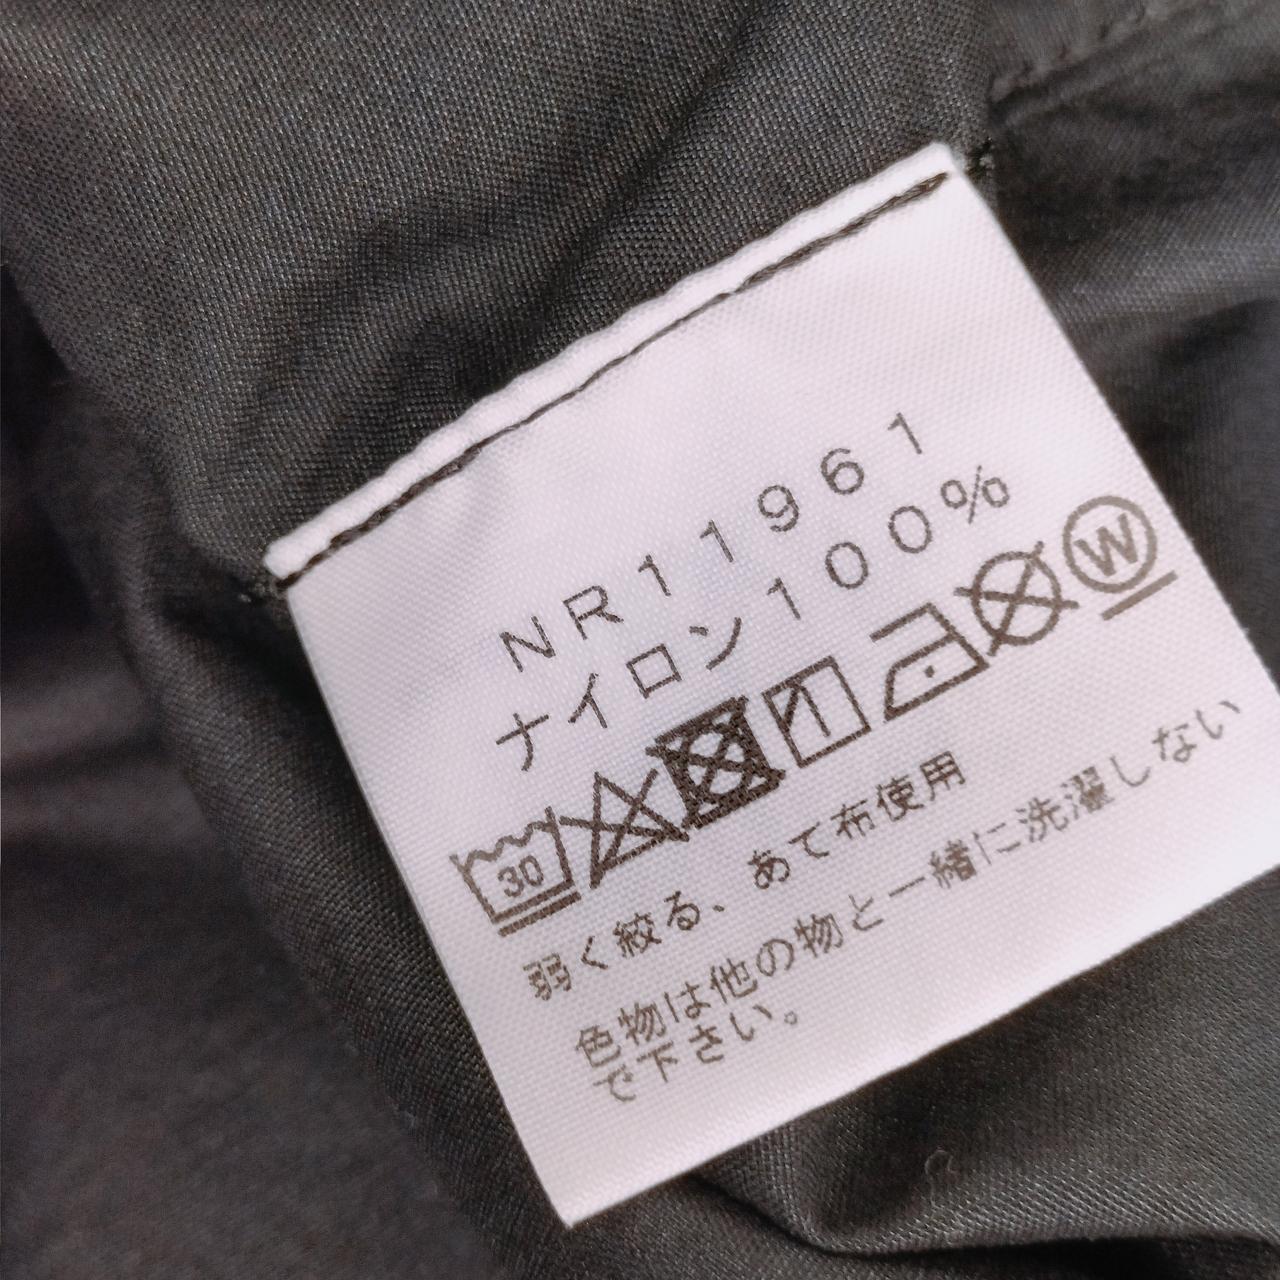 NR11961
ナイロン100%
30 W
弱く絞る、あて布使用
色物は他の物と一緒に洗濯しない
で下さい。